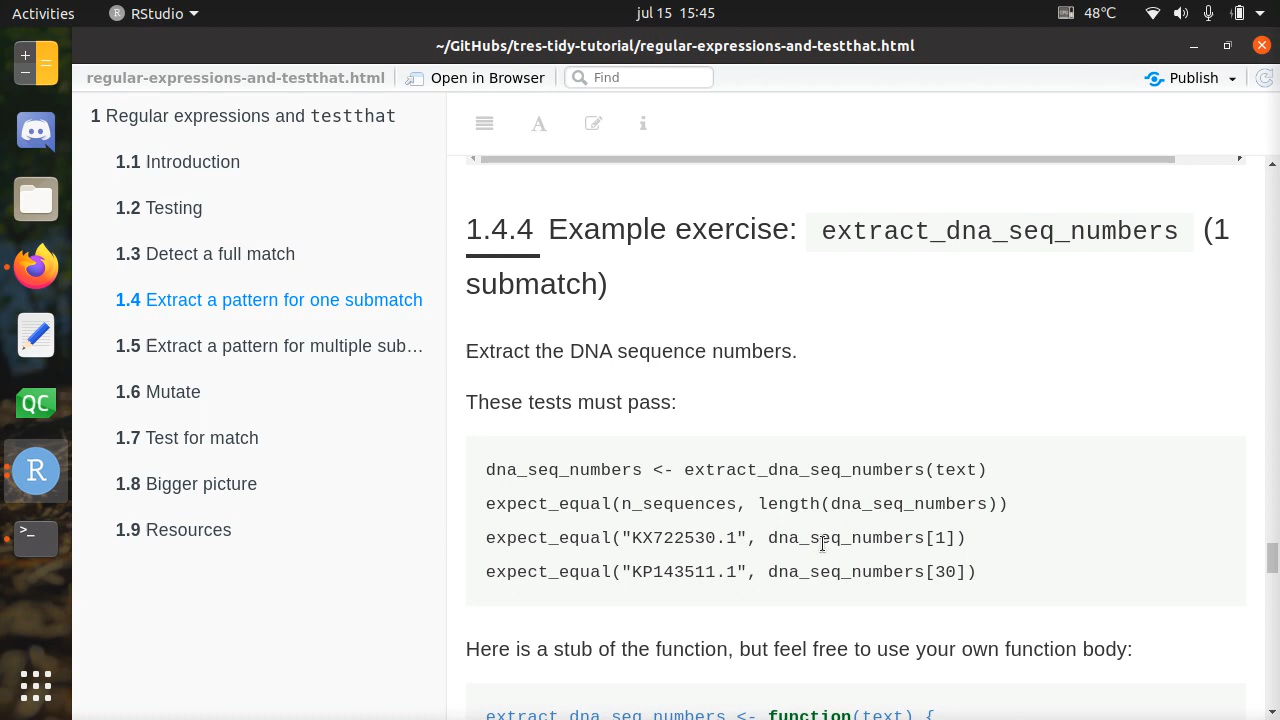 Activities RStudio jul 15 15:45 48°C
~/GitHubs/tres-tidy-tutorial/regular-expressions-and-testthat.html
regular-expressions-and-testthat.html Open in Browser Find Publish
1 Regular expressions and testthat
1.1 Introduction
1.2 Testing
1.3 Detect a full match
1.4 Extract a pattern for one submatch
1.5 Extract a pattern for multiple sub…
1.6 Mutate
1.7 Test for match
1.8 Bigger picture
1.9 Resources
1.4.4 Example exercise: extract_dna_seq_numbers (1
submatch)
Extract the DNA sequence numbers.
These tests must pass:
dna_seq_numbers <- extract_dna_seq_numbers(text)
expect_equal(n_sequences, length(dna_seq_numbers))
expect_equal("KX722530.1", dna_seq_numbers[1])
expect_equal("KP143511.1", dna_seq_numbers[30])
Here is a stub of the function, but feel free to use your own function body:
extract_dna_seq_numbers <- function(text) {
QC
R
>_